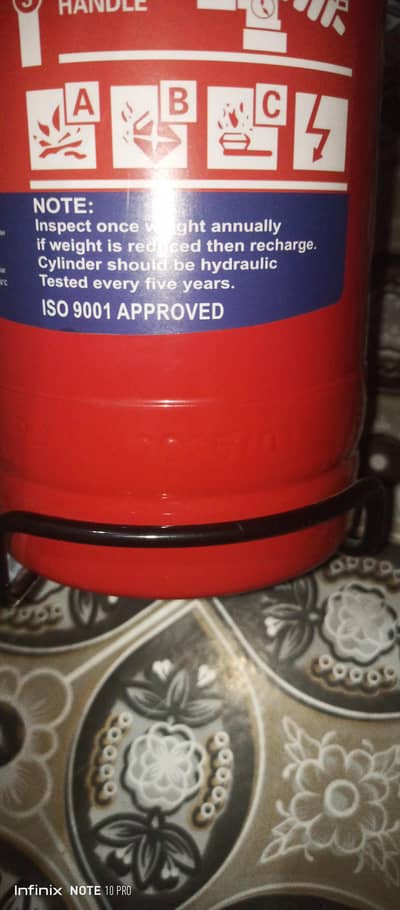 3
HANDLE
A
B
C
NOTE:
Inspect once weight annually
if weight is reduced then recharge.
Cylinder should be hydraulic
Tested every five years.
ISO 9001 APPROVED
Infinix NOTE 10 PRO